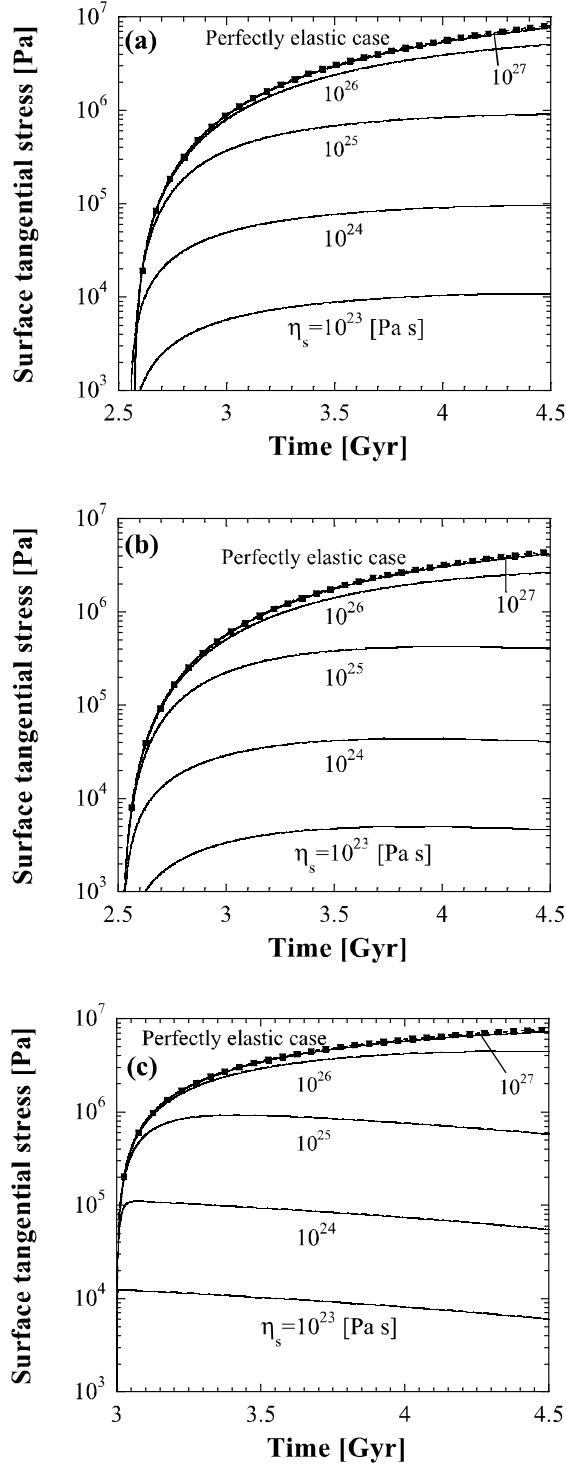 (a)
Perfectly elastic case
10^27
10^26
10^25
10^24
η_s=10^23 [Pa s]
Surface tangential stress [Pa]
10^7
10^6
10^5
10^4
10^3
2.5 3 3.5 4 4.5
Time [Gyr]
(b)
Perfectly elastic case
10^27
10^26
10^25
10^24
η_s=10^23 [Pa s]
Surface tangential stress [Pa]
10^7
10^6
10^5
10^4
10^3
2.5 3 3.5 4 4.5
Time [Gyr]
Perfectly elastic case
(c)
10^27
10^26
10^25
10^24
η_s=10^23 [Pa s]
Surface tangential stress [Pa]
10^7
10^6
10^5
10^4
10^3
3 3.5 4 4.5
Time [Gyr]